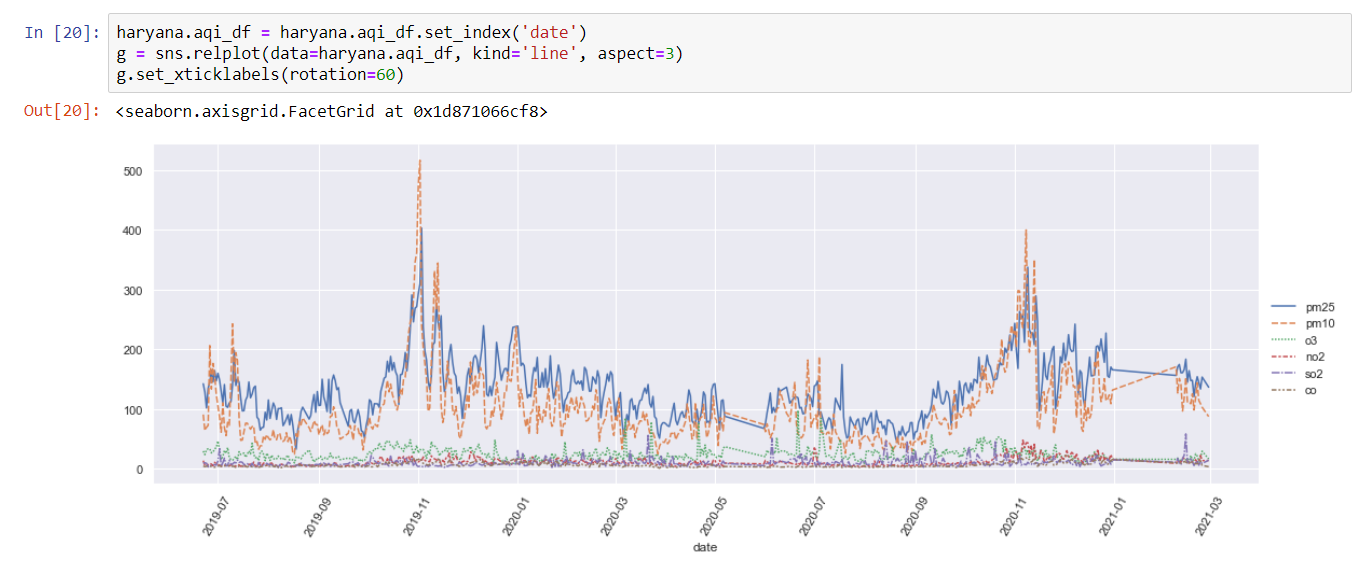 In [20]: haryana.aqi_df = haryana.aqi_df.set_index('date')
g = sns.relplot(data=haryana.aqi_df, kind='line', aspect=3)
g.set_xticklabels(rotation=60)
Out[20]: <seaborn.axisgrid.FacetGrid at 0x1d871066cf8>
500
400
300
200
100
0
pm25
pm10
o3
no2
so2
co
2019-07 2019-09 2019-11 2020-01 2020-03 2020-05 2020-07 2020-09 2020-11 2021-01 2021-03
date